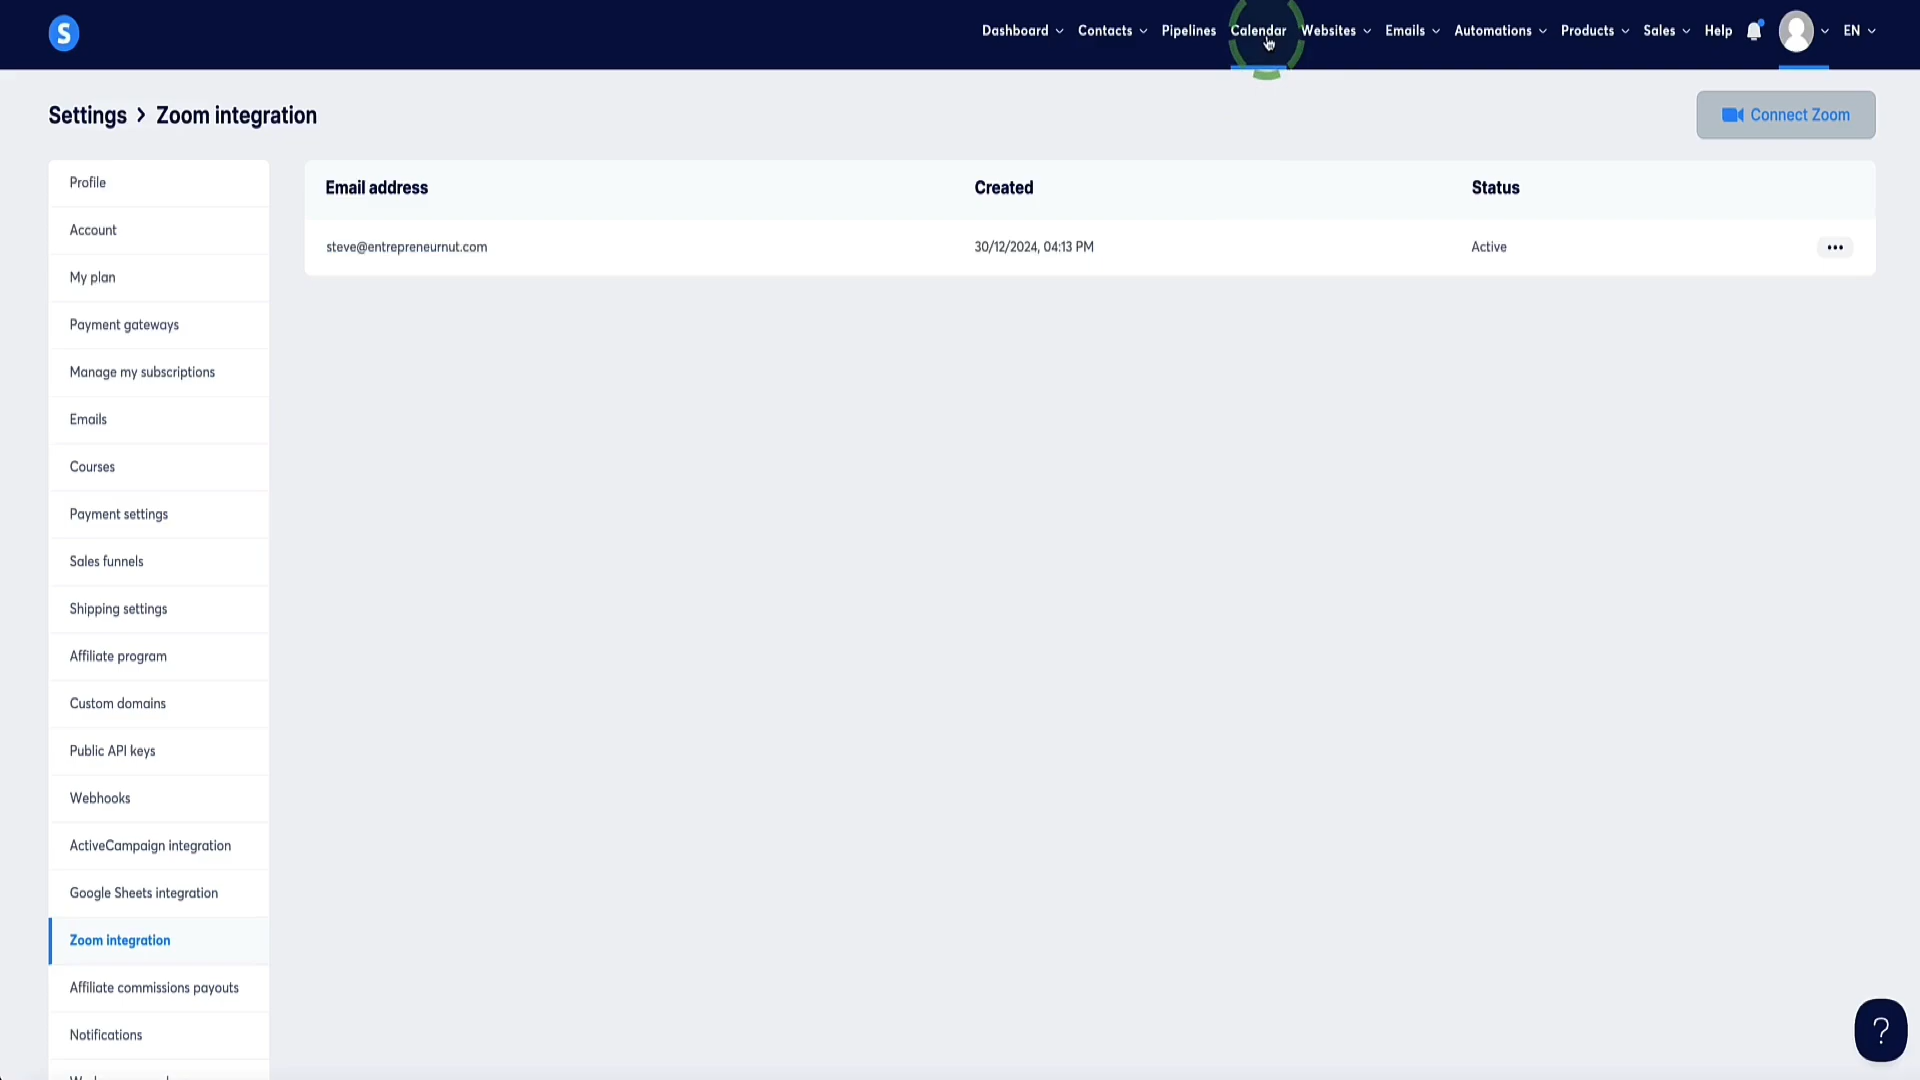 S
Dashboard Contacts Pipelines Calendar Websites Emails Automations Products Sales Help EN
Settings > Zoom integration
Connect Zoom
Profile
Account
My plan
Payment gateways
Manage my subscriptions
Emails
Courses
Payment settings
Sales funnels
Shipping settings
Affiliate program
Custom domains
Public API keys
Webhooks
ActiveCampaign integration
Google Sheets integration
Zoom integration
Affiliate commissions payouts
Notifications
Email address Created Status
steve@entrepreneurnut.com 30/12/2024, 04:13 PM Active
?